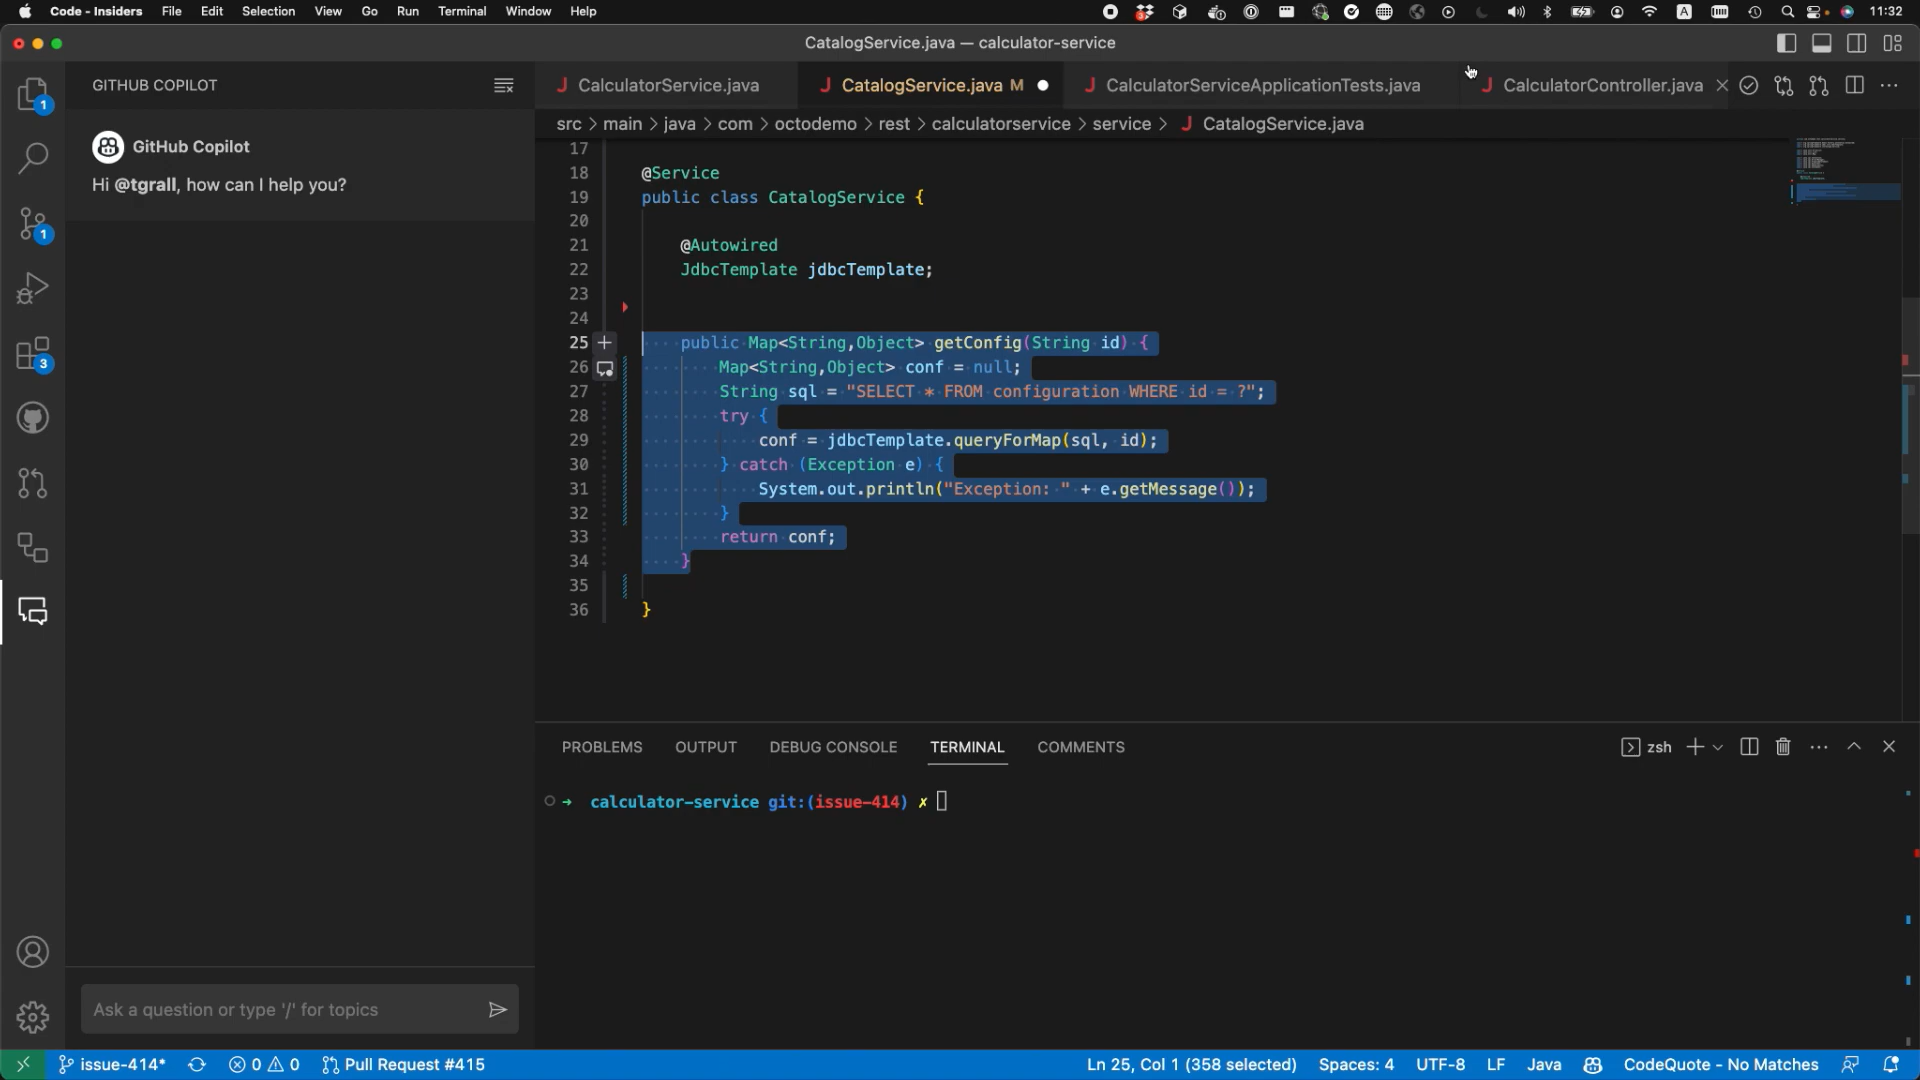 Code - Insiders File Edit Selection View Go Run Terminal Window Help A 11:32
CatalogService.java — calculator-service
GITHUB COPILOT
J CalculatorService.java J CatalogService.java M J CalculatorServiceApplicationTests.java J CalculatorController.java
src > main > java > com > octodemo > rest > calculatorservice > service > J CatalogService.java
GitHub Copilot
Hi @tgrall, how can I help you?
1
1
3
17
18 @Service
19 public class CatalogService {
20
21 @Autowired
22 JdbcTemplate jdbcTemplate;
23
24
25 public Map<String,Object> getConfig(String id) {
26 Map<String,Object> conf = null;
27 String sql = "SELECT * FROM configuration WHERE id = ?";
28 try {
29 conf = jdbcTemplate.queryForMap(sql, id);
30 } catch (Exception e) {
31 System.out.println("Exception: " + e.getMessage());
32 }
33 return conf;
34 }
35
36 }
PROBLEMS OUTPUT DEBUG CONSOLE TERMINAL COMMENTS zsh
→ calculator-service git:(issue-414) ✗
Ask a question or type '/' for topics
issue-414* 0 0 Pull Request #415 Ln 25, Col 1 (358 selected) Spaces: 4 UTF-8 LF Java CodeQuote - No Matches